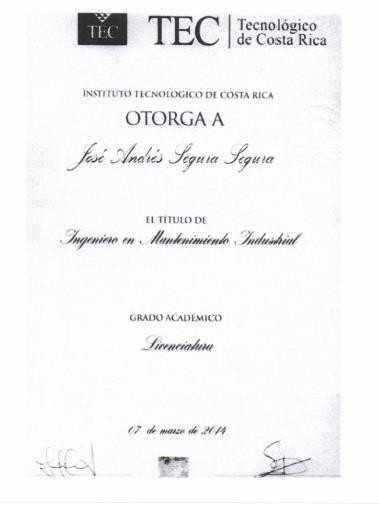 TEC
TEC
Tecnológico
de Costa Rica
INSTITUTO TECNOLOGICO DE COSTA RICA
OTORGA A
José Andrés Segura Segura
EL TÍTULO DE
Ingeniero en Mantenimiento Industrial
GRADO ACADÉMICO
Licenciatura
07 de marzo de 2014